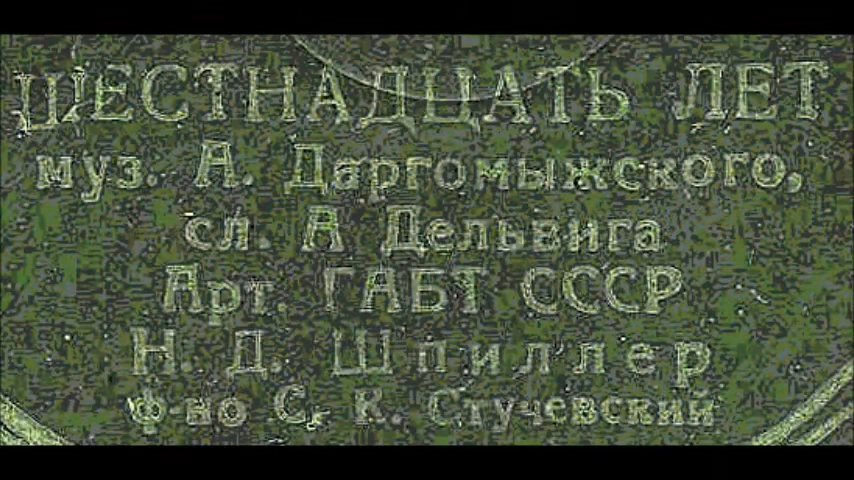 ШЕСТНАДЦАТЬ ЛЕТ
муз. А. Даргомыжского,
сл. А Дельвига
Арт. ГАБТ СССР
Н. Д. Шпиллер
ф-но С. К. Стучевский